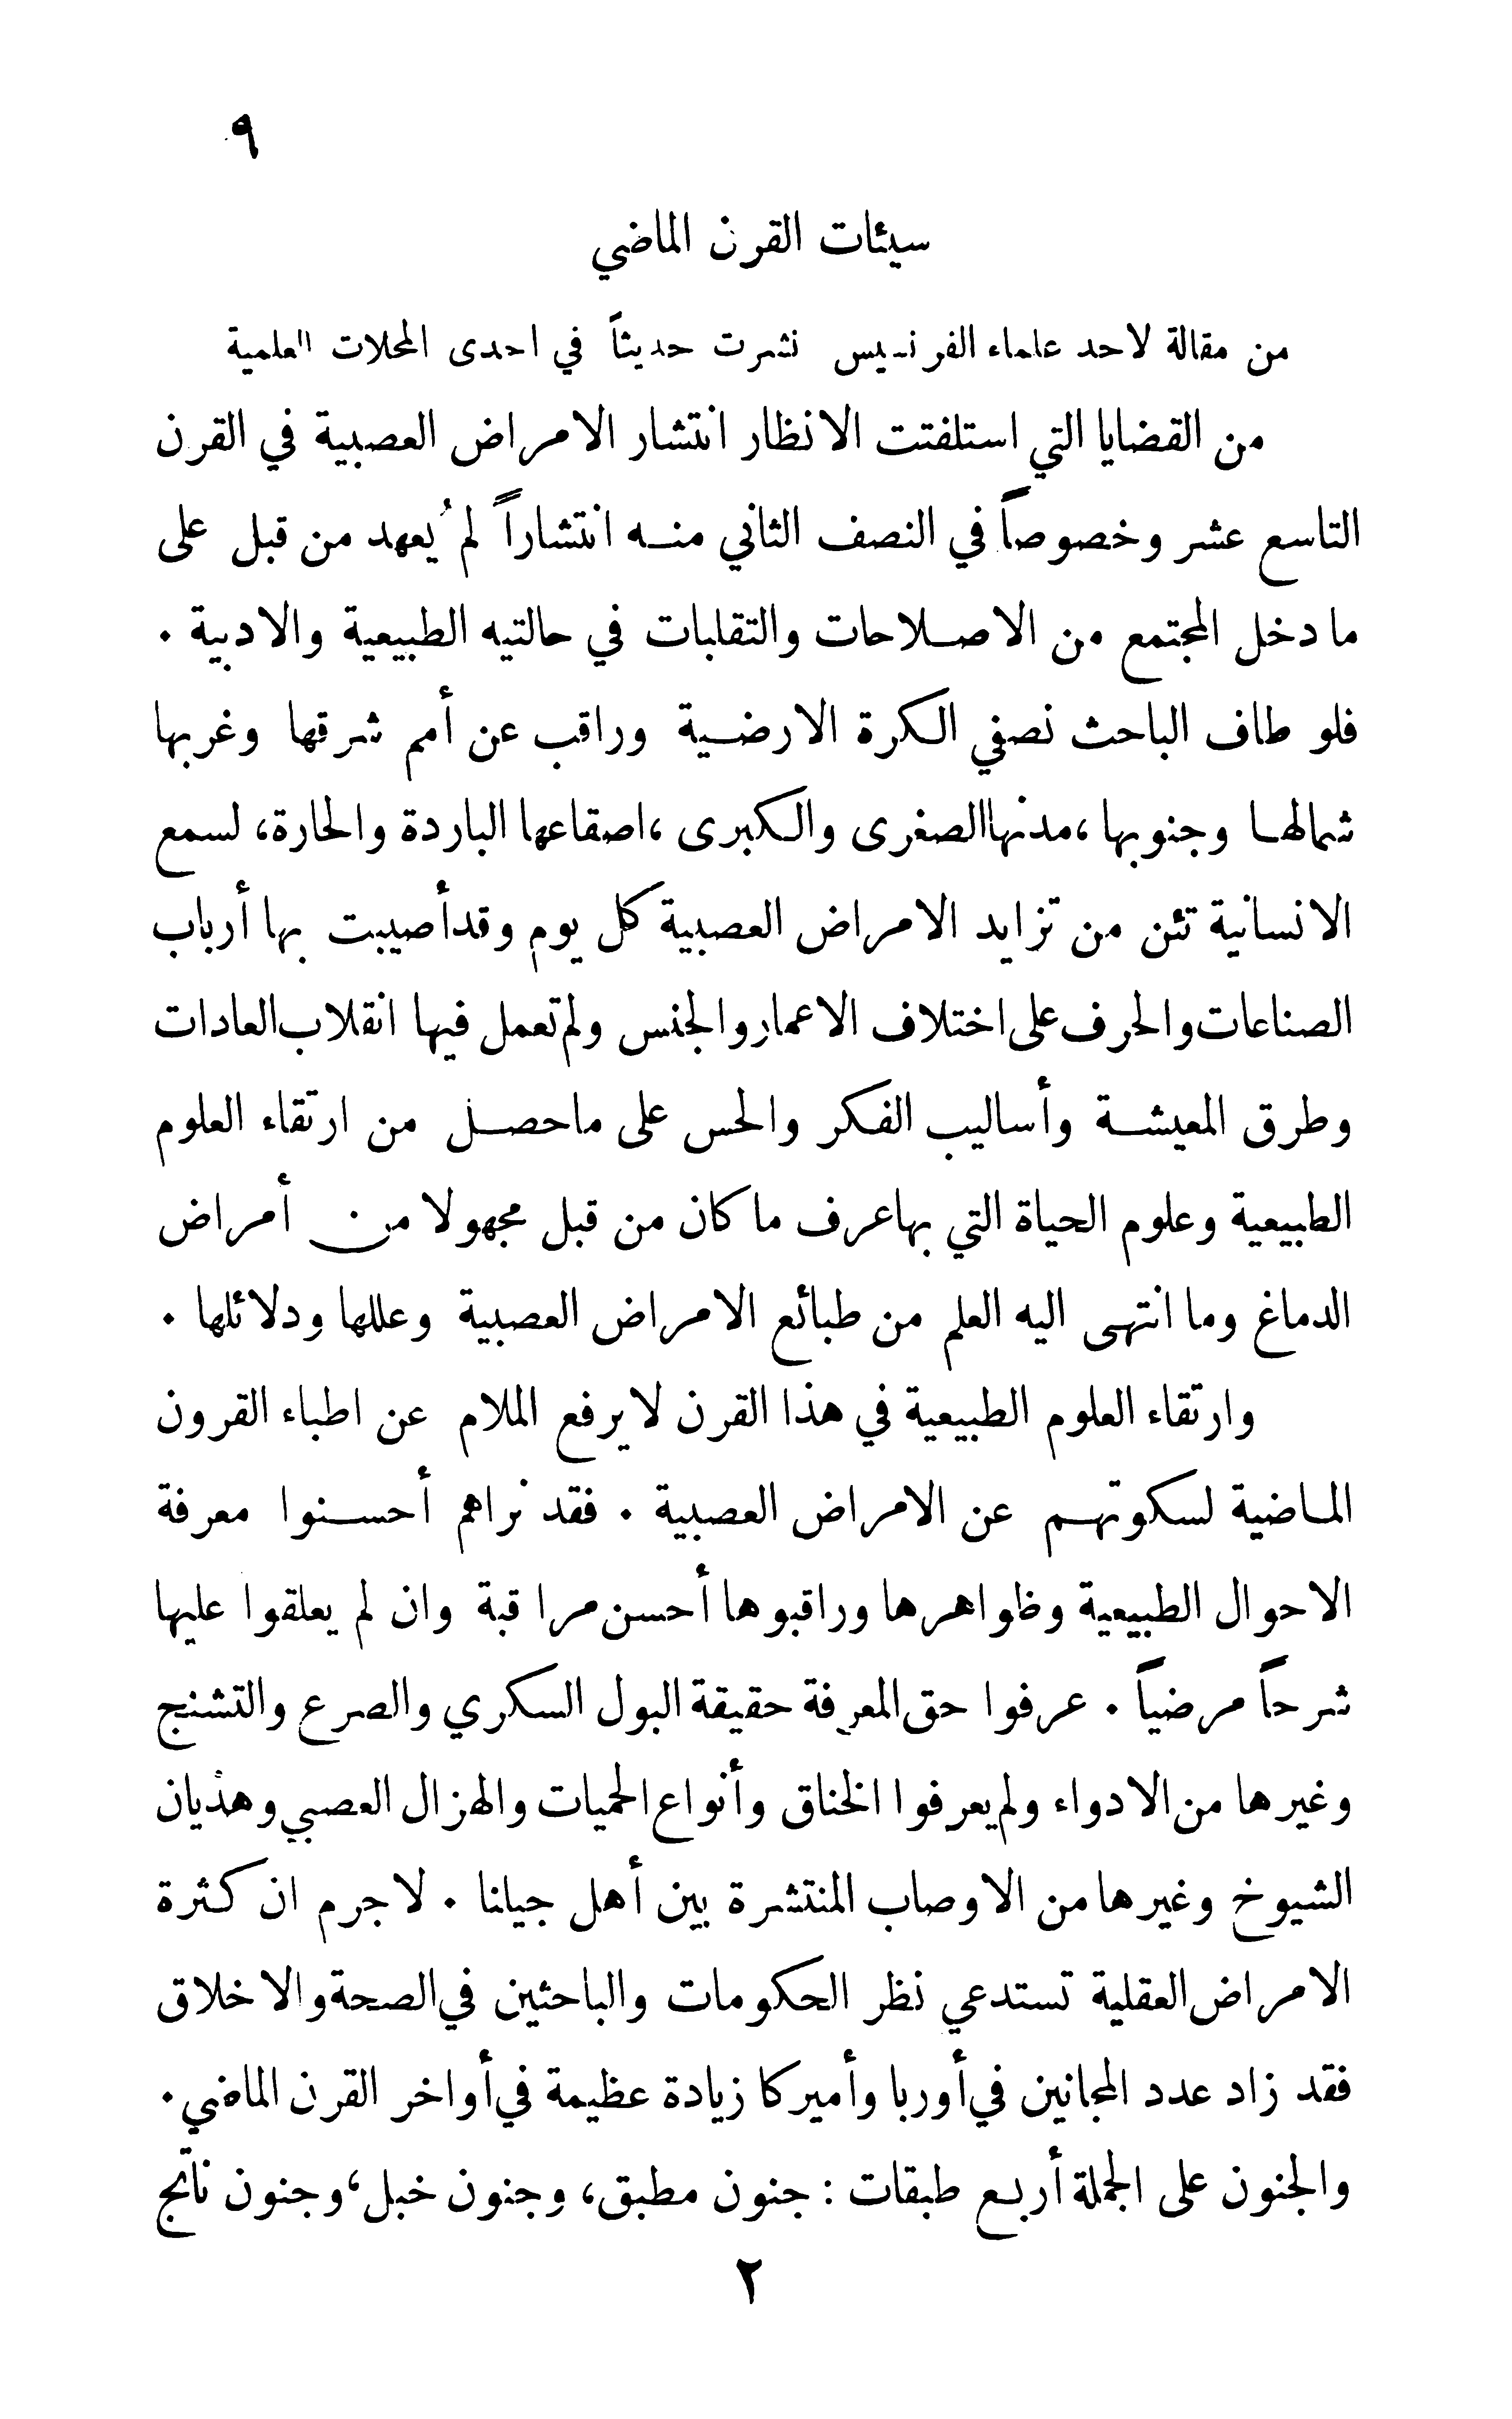 ٩
سيئات القرن الماضي
من مقالة لاحد علماء الفرنسيس نشرت حديثاً في احدى المجلات العلمية
من القضايا التي استلفتت الانظار انتشار الامراض العصبية في القرن
التاسع عشر وخصوصاً في النصف الثاني منه انتشاراً لم يُعهد من قبل على
ما دخل المجتمع من الاصلاحات والتقلبات في حالتيه الطبيعية والادبية .
فلو طاف الباحث نصفي الكرة الارضية وراقب عن أمم شرقها وغربها
شمالها وجنوبها ، مدنها الصغرى والكبرى ، اصقاعها الباردة والحارة، لسمع
الانسانية تئن من تزايد الامراض العصبية كل يوم وقد أصيبت بها أرباب
الصناعات والحرف على اختلاف الاعمار والجنس ولم تعمل فيها انقلاب العادات
وطرق المعيشة وأساليب الفكر والحس على ما حصل من ارتقاء العلوم
الطبيعية وعلوم الحياة التي بها عرف ما كان من قبل مجهولا من أمراض
الدماغ وما انتهى اليه العلم من طبائع الامراض العصبية وعللها ودلائلها .
وارتقاء العلوم الطبيعية في هذا القرن لا يرفع الملام عن اطباء القرون
الماضية لسكوتهم عن الامراض العصبية . فقد نراهم أحسنوا معرفة
الاحوال الطبيعية وظواهرها وراقبوها أحسن مراقبة وان لم يعلقوا عليها
شرحاً مرضياً . عرفوا حق المعرفة حقيقة البول السكري والصرع والتشنج
وغيرها من الادواء ولم يعرفوا الخناق وأنواع الحميات والهزال العصبي وهذيان
الشيوخ وغيرها من الاوصاب المنتشرة بين أهل جيلنا . لا جرم ان كثرة
الامراض العقلية تستدعي نظر الحكومات والباحثين في الصحة والاخلاق
فقد زاد عدد المجانين في أوربا وأميركا زيادة عظيمة في أواخر القرن الماضي .
والجنون على الجملة أربع طبقات : جنون مطبق، وجنون خبل، وجنون ناتج
٢